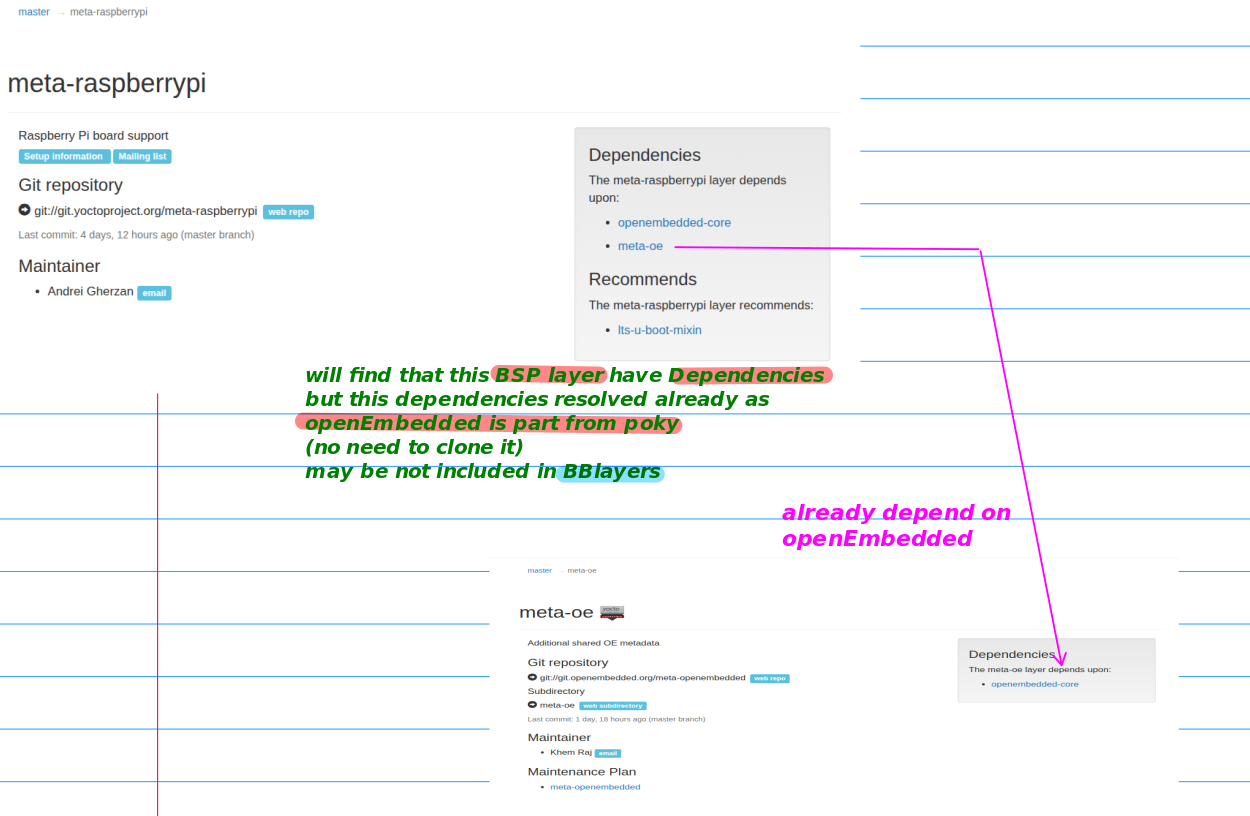 master → meta-raspberrypi
meta-raspberrypi
Raspberry Pi board support
Setup information Mailing list
Git repository
git://git.yoctoproject.org/meta-raspberrypi web repo
Last commit: 4 days, 12 hours ago (master branch)
Maintainer
• Andrei Gherzan email
Dependencies
The meta-raspberrypi layer depends
upon:
• openembedded-core
• meta-oe
Recommends
The meta-raspberrypi layer recommends:
• lts-u-boot-mixin
will find that this BSP layer have Dependencies
but this dependencies resolved already as
openEmbedded is part from poky
(no need to clone it)
may be not included in BBlayers
already depend on
openEmbedded
master → meta-oe
meta-oe yocto
Additional shared OE metadata
Git repository
git://git.openembedded.org/meta-openembedded web repo
Subdirectory
meta-oe web subdirectory
Last commit: 1 day, 18 hours ago (master branch)
Maintainer
• Khem Raj email
Maintenance Plan
• meta-openembedded
Dependencies
The meta-oe layer depends upon:
• openembedded-core